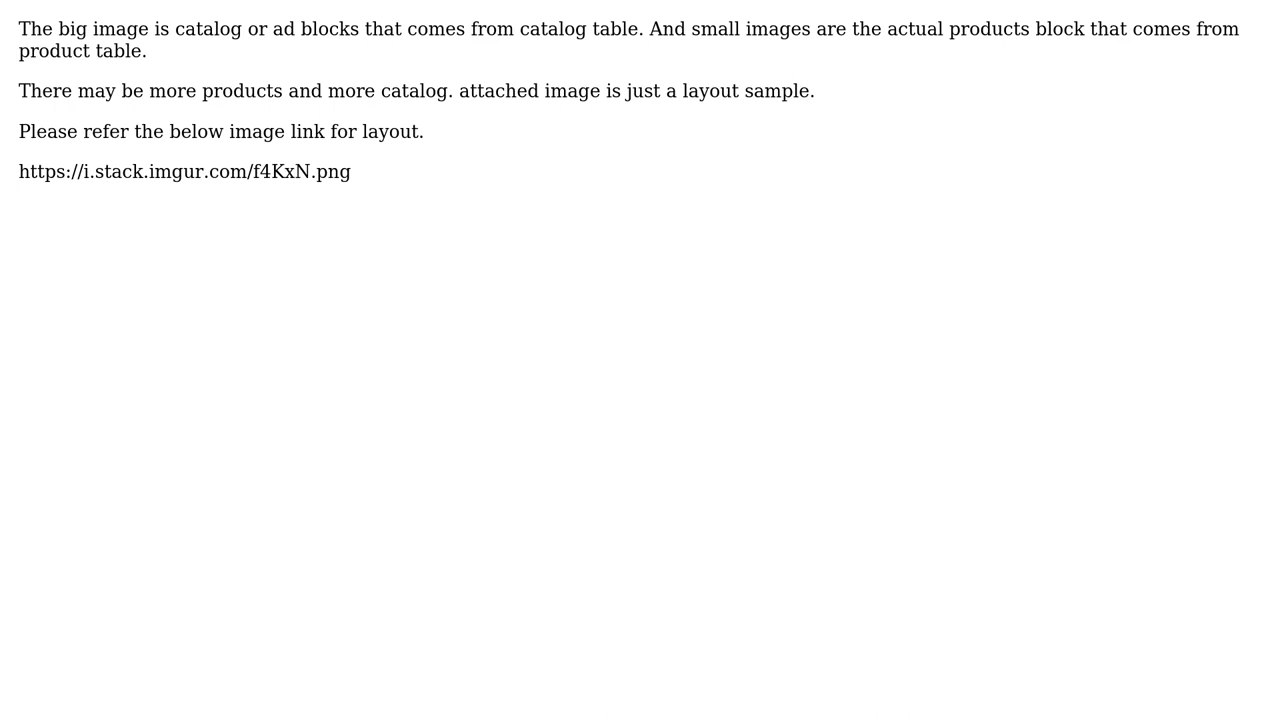 The big image is catalog or ad blocks that comes from catalog table. And small images are the actual products block that comes from
product table.
There may be more products and more catalog. attached image is just a layout sample.
Please refer the below image link for layout.
https://i.stack.imgur.com/f4KxN.png